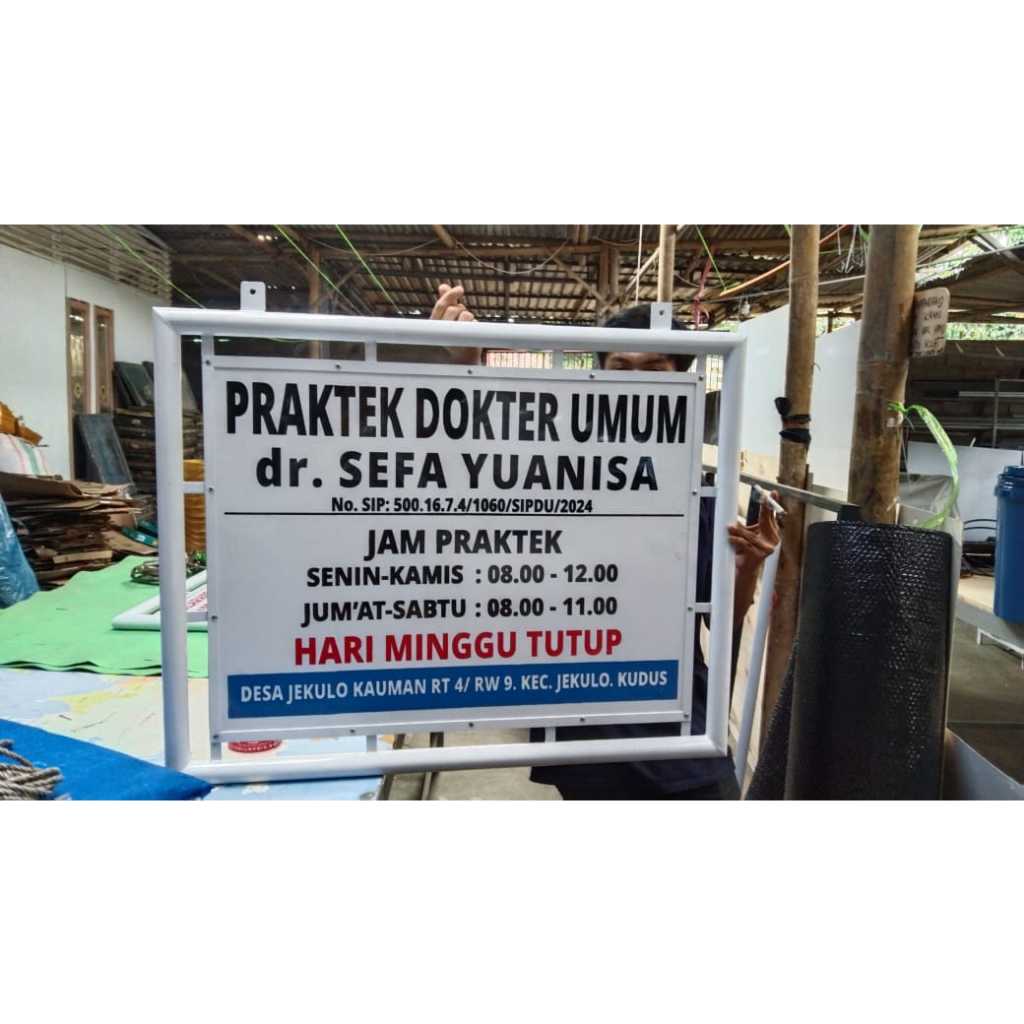 PRAKTEK DOKTER UMUM
dr. SEFA YUANISA
No. SIP: 500.16.7.4/1060/SIPDU/2024
JAM PRAKTEK
SENIN-KAMIS : 08.00 - 12.00
JUM'AT-SABTU : 08.00 - 11.00
HARI MINGGU TUTUP
DESA JEKULO KAUMAN RT 4/ RW 9. KEC. JEKULO. KUDUS